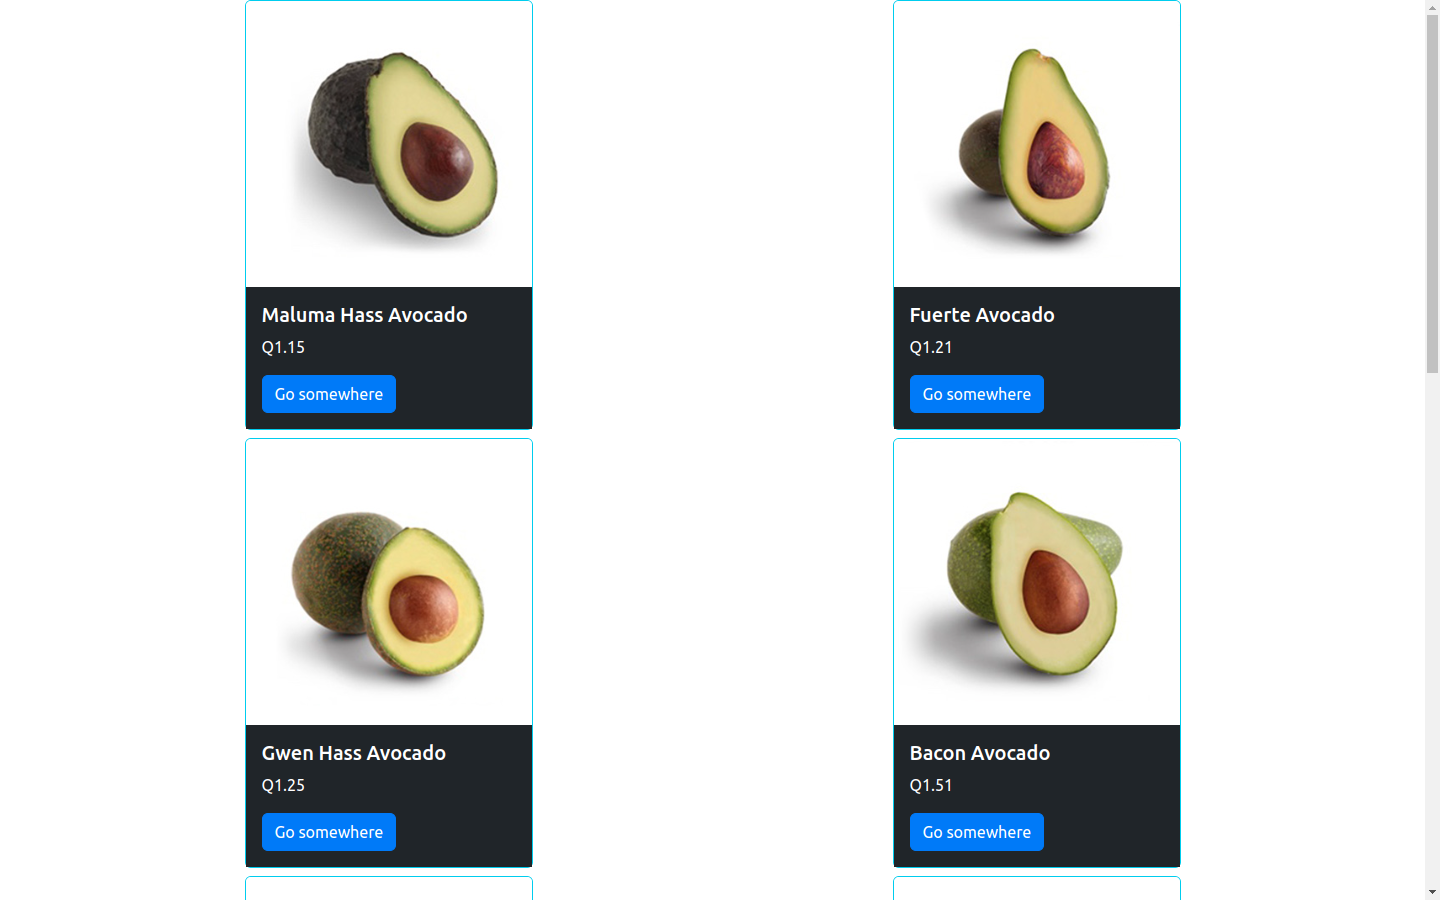 Maluma Hass Avocado
Q1.15
Go somewhere
Fuerte Avocado
Q1.21
Go somewhere
Gwen Hass Avocado
Q1.25
Go somewhere
Bacon Avocado
Q1.51
Go somewhere